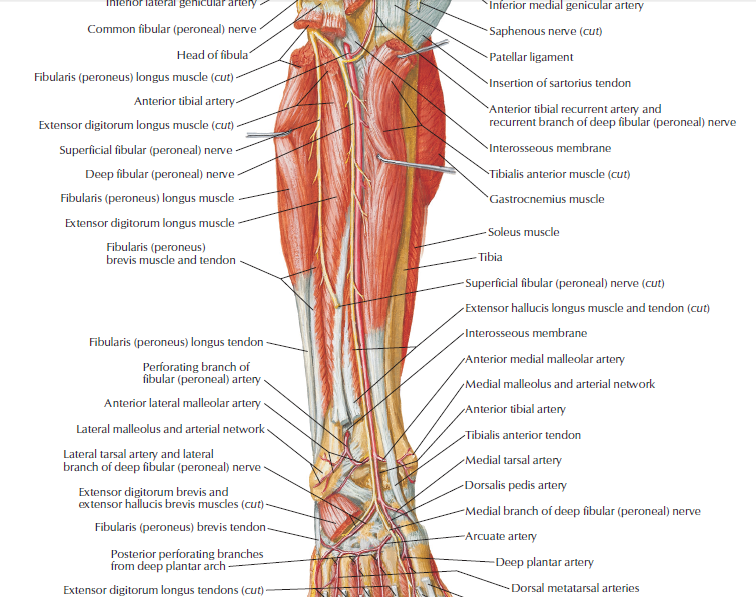 Inferior lateral genicular artery
Common fibular (peroneal) nerve
Head of fibula
Fibularis (peroneus) longus muscle (cut)
Anterior tibial artery
Extensor digitorum longus muscle (cut)
Superficial fibular (peroneal) nerve
Deep fibular (peroneal) nerve
Fibularis (peroneus) longus muscle
Extensor digitorum longus muscle
Fibularis (peroneus)
brevis muscle and tendon
Fibularis (peroneus) longus tendon
Perforating branch of
fibular (peroneal) artery
Anterior lateral malleolar artery
Lateral malleolus and arterial network
Lateral tarsal artery and lateral
branch of deep fibular (peroneal) nerve
Extensor digitorum brevis and
extensor hallucis brevis muscles (cut)
Fibularis (peroneus) brevis tendon
Posterior perforating branches
from deep plantar arch
Extensor digitorum longus tendons (cut)
Inferior medial genicular artery
Saphenous nerve (cut)
Patellar ligament
Insertion of sartorius tendon
Anterior tibial recurrent artery and
recurrent branch of deep fibular (peroneal) nerve
Interosseous membrane
Tibialis anterior muscle (cut)
Gastrocnemius muscle
Soleus muscle
Tibia
Superficial fibular (peroneal) nerve (cut)
Extensor hallucis longus muscle and tendon (cut)
Interosseous membrane
Anterior medial malleolar artery
Medial malleolus and arterial network
Anterior tibial artery
Tibialis anterior tendon
Medial tarsal artery
Dorsalis pedis artery
Medial branch of deep fibular (peroneal) nerve
Arcuate artery
Deep plantar artery
Dorsal metatarsal arteries